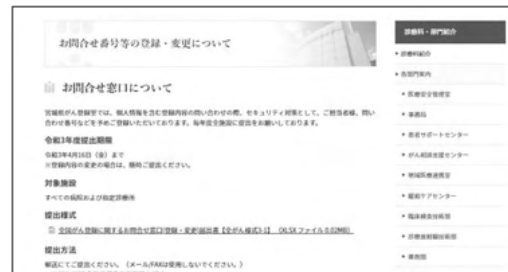 お問合せ番号等の登録・変更について
お問合せ窓口について
宮城県がん登録室では、個人情報を含む登録内容の問い合わせの際、セキュリティ対策として、ご担当者様、問い
合わせ番号などを予めご登録いただいております。毎年度全施設に提出をお願いしております。
令和3年度提出期限
令和3年4月16日（金）まで
※登録内容の変更の場合は、随時ご提出ください。
対象施設
すべての病院および指定診療所
提出様式
全国がん登録に関するお問合せ窓口登録・変更届出書【全がん様式3-1】（XLSX ファイル 0.02MB）
提出方法
郵送にてご提出ください。（メール/FAXは使用しないでください。）
診療科・部門紹介
診療科紹介
各部門案内
医療安全管理室
事務局
患者サポートセンター
がん相談支援センター
地域医療連携室
緩和ケアセンター
臨床検査技術部
診療放射線技術部
薬剤部